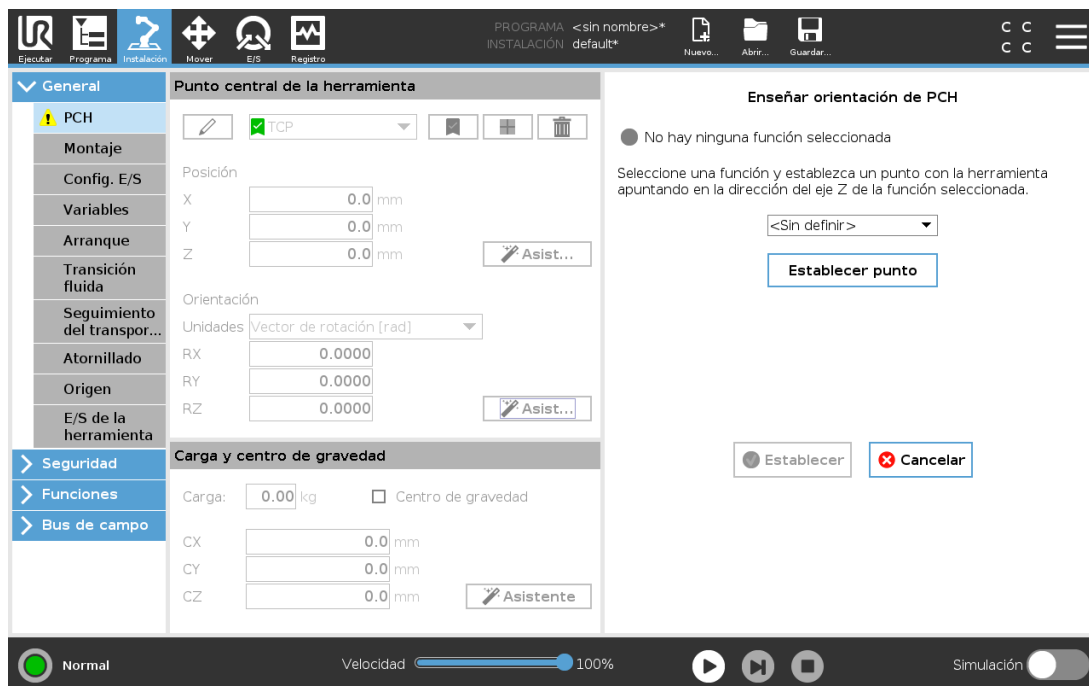 UR
Ejecutar
Programa
Instalación
Mover
E/S
Registro
PROGRAMA <sin nombre>*
INSTALACIÓN default*
Nuevo...
Abrir...
Guardar...
C C
C C
General
PCH
Montaje
Config. E/S
Variables
Arranque
Transición
fluida
Seguimiento
del transpor...
Atornillado
Origen
E/S de la
herramienta
Seguridad
Funciones
Bus de campo
Punto central de la herramienta
TCP
Posición
X 0.0 mm
Y 0.0 mm
Z 0.0 mm Asist...
Orientación
Unidades Vector de rotación [rad]
RX 0.0000
RY 0.0000
RZ 0.0000 Asist...
Carga y centro de gravedad
Carga: 0.00 kg Centro de gravedad
CX 0.0 mm
CY 0.0 mm
CZ 0.0 mm Asistente
Enseñar orientación de PCH
No hay ninguna función seleccionada
Seleccione una función y establezca un punto con la herramienta
apuntando en la dirección del eje Z de la función seleccionada.
<Sin definir>
Establecer punto
Establecer Cancelar
Normal
Velocidad 100%
Simulación